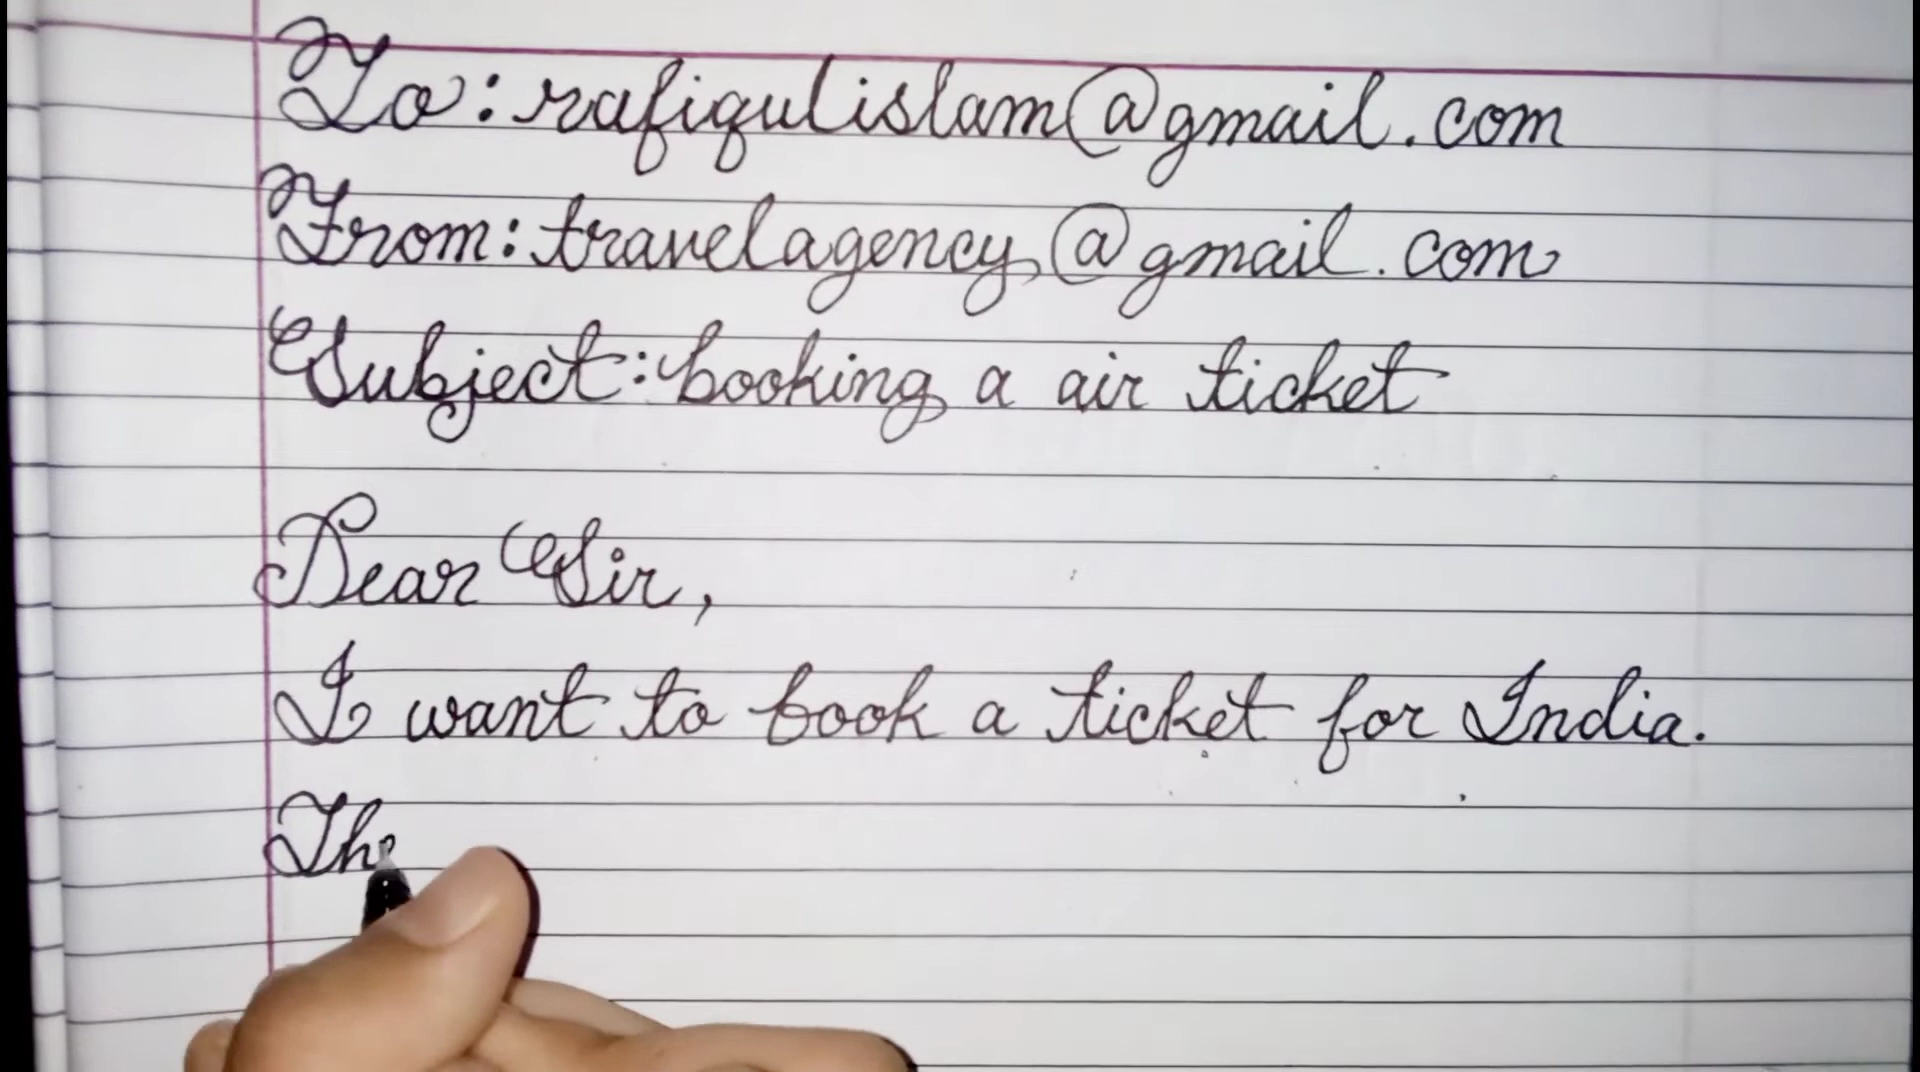 To: rafiqulislam@gmail.com
From: travelagency@gmail.com
Subject: booking a air ticket
Dear Sir,
I want to book a ticket for India.
The